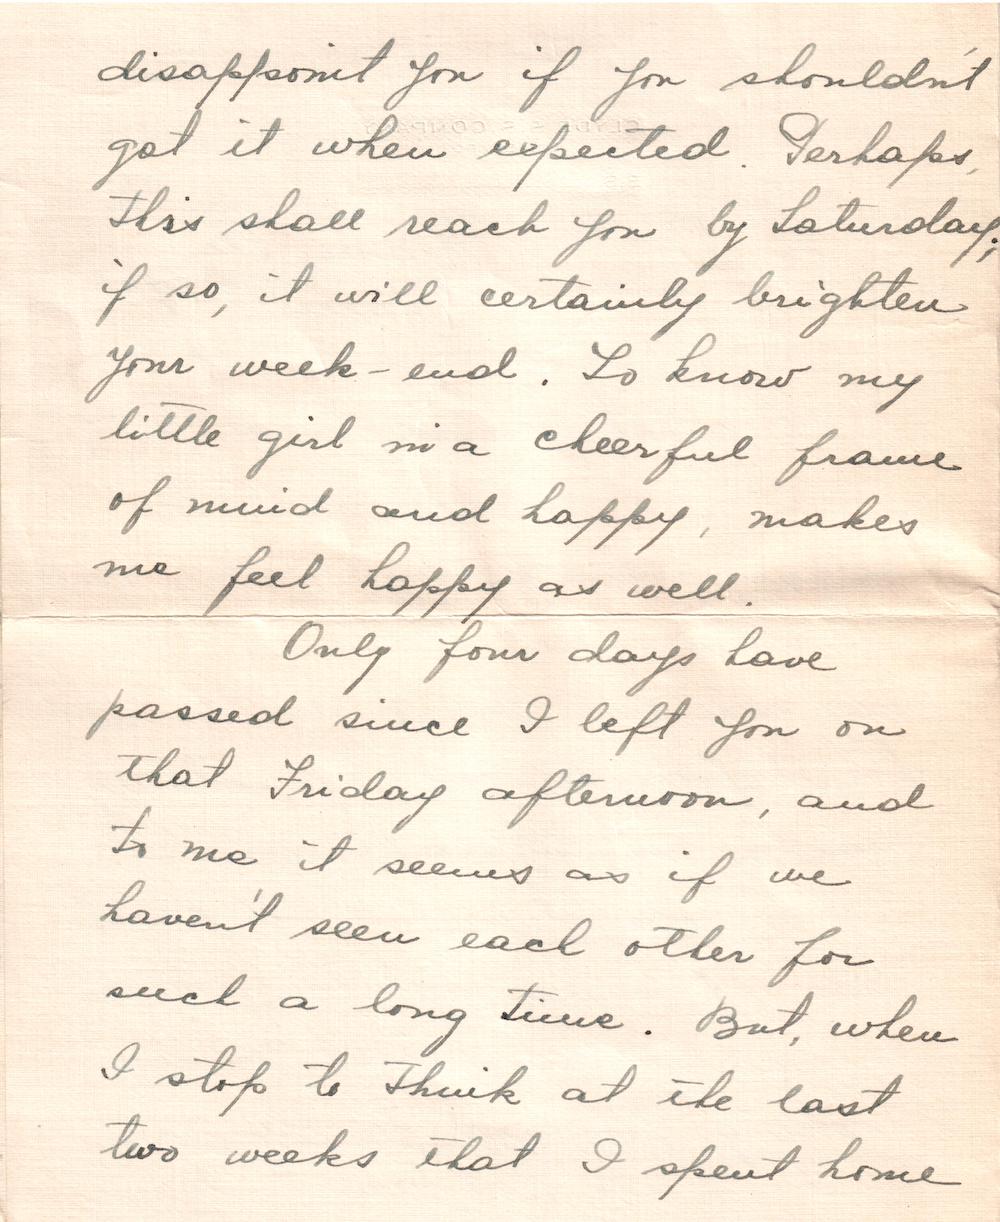 disappoint you if you shouldn't
got it when expected. Perhaps,
this shall reach you by Saturday;
if so, it will certainly brighten
your week-end. To know my
little girl in a cheerful frame
of mind and happy, makes
me feel happy as well.
Only four days have
passed since I left you on
that Friday afternoon, and
to me it seems as if we
haven't seen each other for
such a long time. But, when
I stop to think at the last
two weeks that I spent home